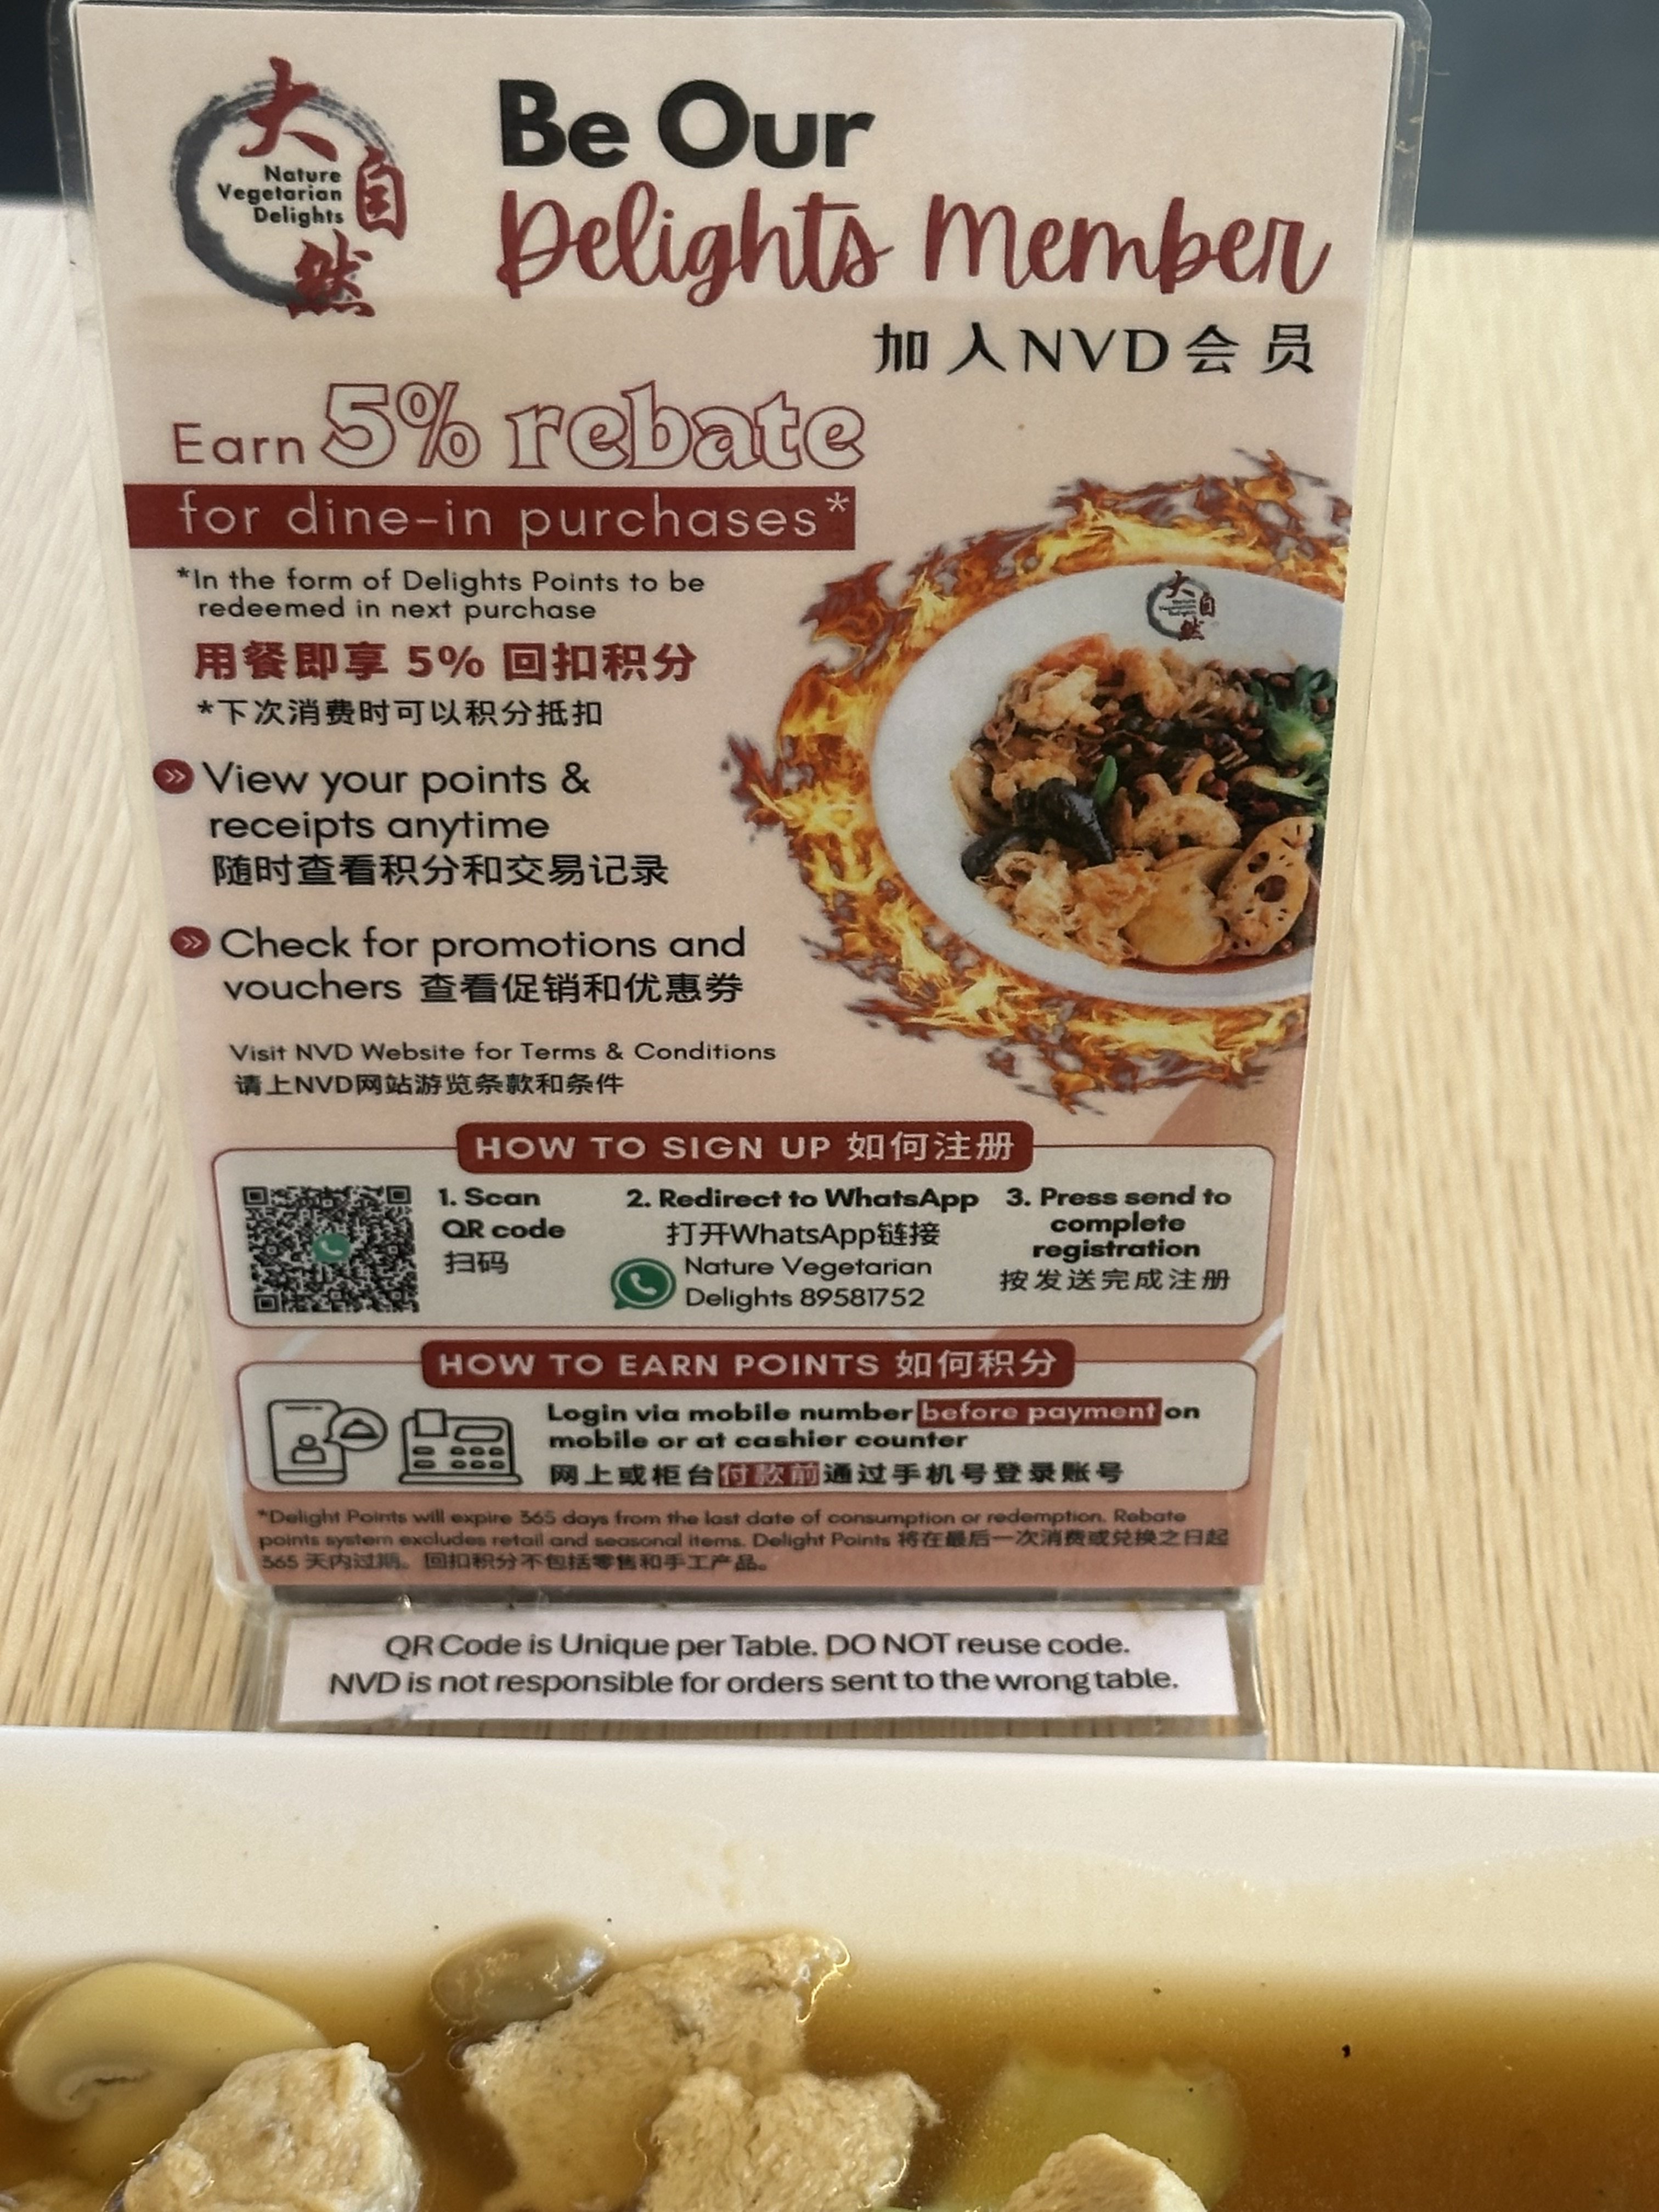 大自然
Nature
Vegetarian
Delights
Be Our
Delights Member
加入NVD会员
Earn 5% rebate
for dine-in purchases*
*In the form of Delights Points to be
redeemed in next purchase
用餐即享 5% 回扣积分
*下次消费时可以积分抵扣
View your points &
receipts anytime
随时查看积分和交易记录
Check for promotions and
vouchers 查看促销和优惠券
Visit NVD Website for Terms & Conditions
请上NVD网站游览条款和条件
HOW TO SIGN UP 如何注册
1. Scan
QR code
扫码
2. Redirect to WhatsApp
打开WhatsApp链接
Nature Vegetarian
Delights 89581752
3. Press send to
complete
registration
按发送完成注册
HOW TO EARN POINTS 如何积分
Login via mobile number before payment on
mobile or at cashier counter
网上或柜台付款前通过手机号登录账号
*Delight Points will expire 365 days from the last date of consumption or redemption. Rebate
points system excludes retail and seasonal items. Delight Points 将在最后一次消费或兑换之日起
365 天内过期。回扣积分不包括零售和手工产品。
QR Code is Unique per Table. DO NOT reuse code.
NVD is not responsible for orders sent to the wrong table.